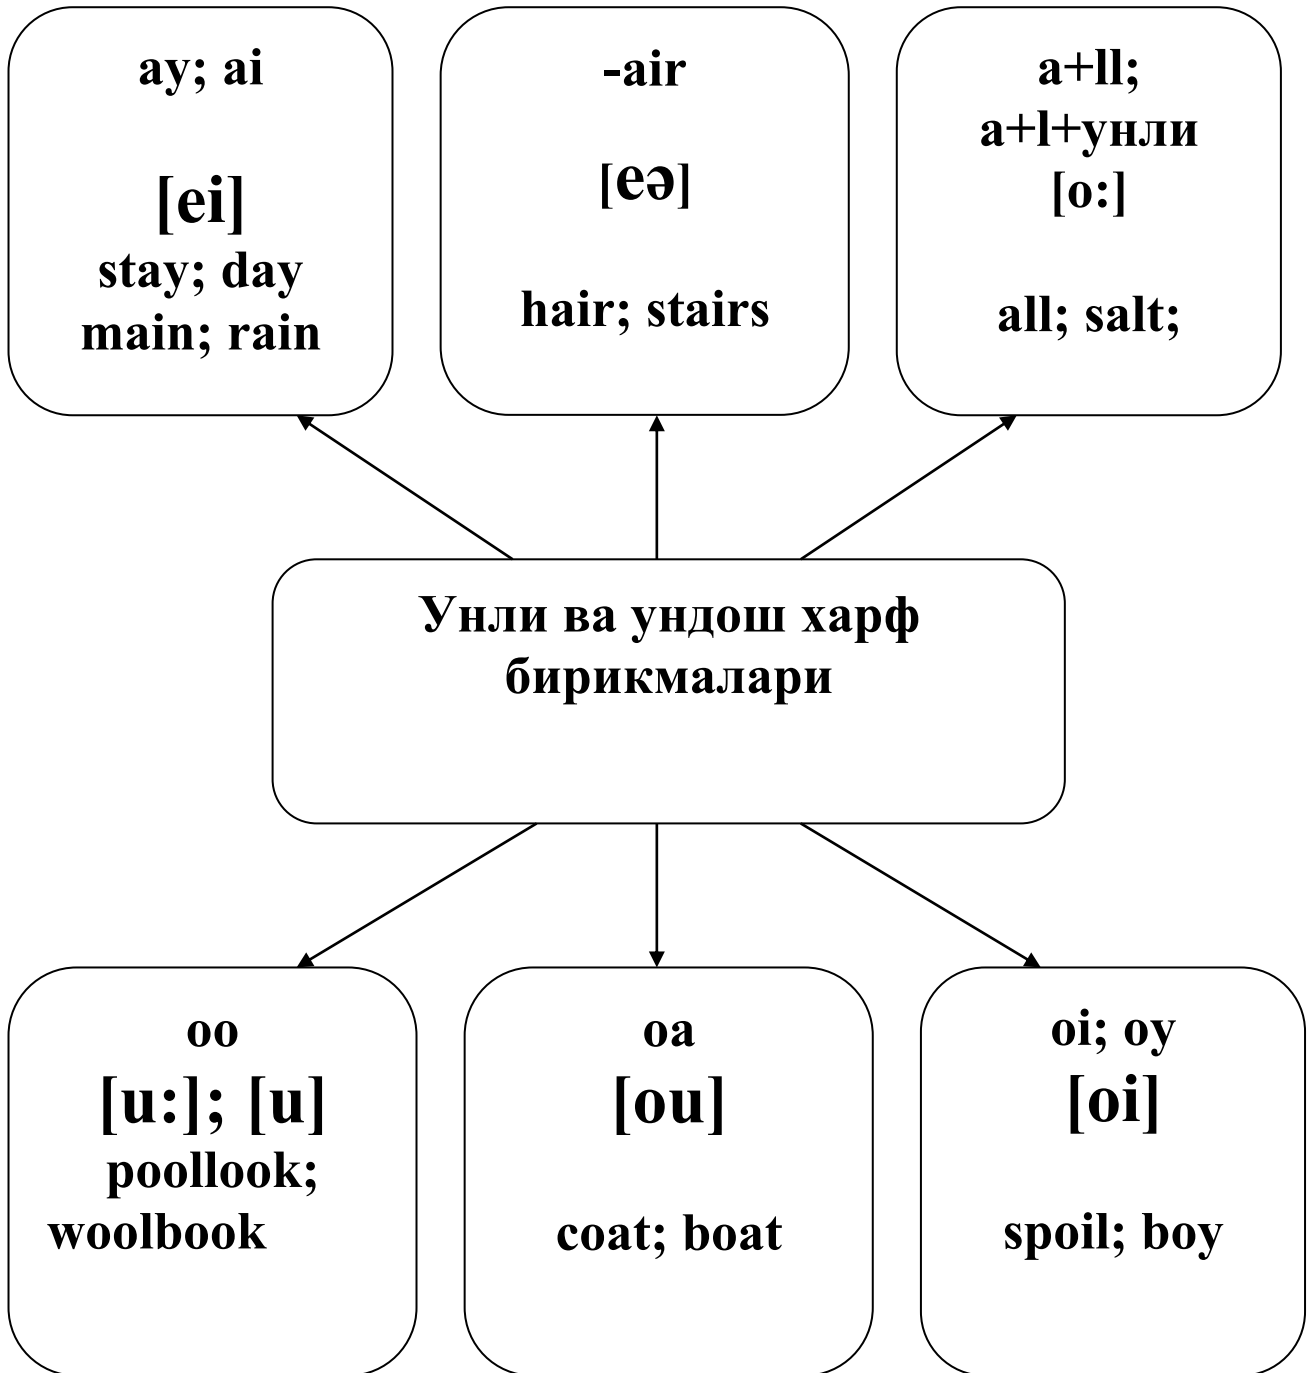 ay; ai
[ei]
stay; day
main; rain
-air
[eə]
hair; stairs
a+ll;
a+l+унли
[o:]
all; salt;
Унли ва ундош харф
бирикмалари
oo
[u:]; [u]
poollook;
woolbook
oa
[ou]
coat; boat
oi; oy
[oi]
spoil; boy